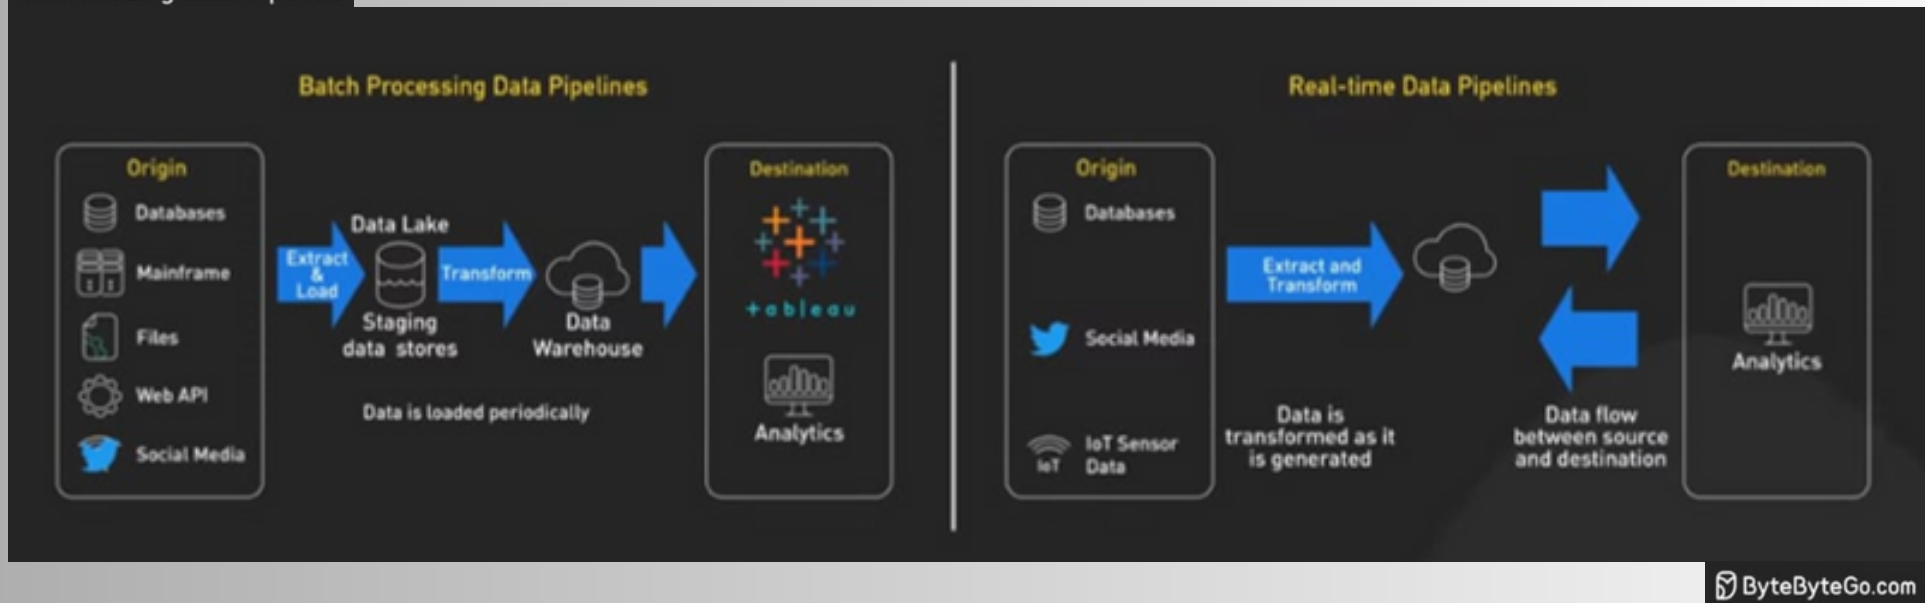 Batch Processing Data Pipelines
Origin
Databases
Mainframe
Files
Web API
Social Media
Extract
&
Load
Data Lake
Staging
data stores
Transform
Data
Warehouse
Data is loaded periodically
Destination
+ableau
Analytics
Real-time Data Pipelines
Origin
Databases
Social Media
IoT
IoT Sensor
Data
Extract and
Transform
Data is
transformed as it
is generated
Data flow
between source
and destination
Destination
Analytics
ByteByteGo.com